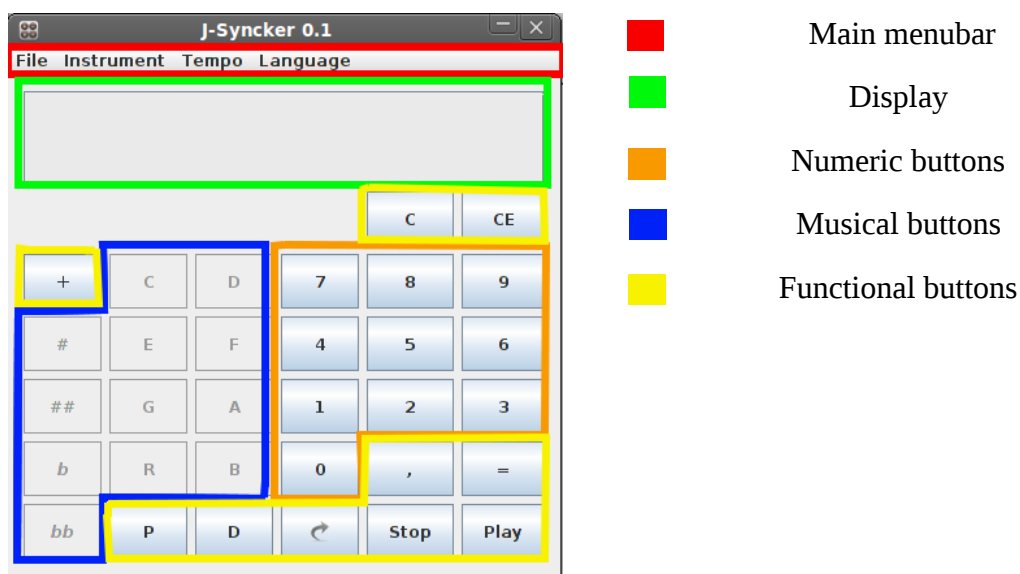 J-Syncker 0.1
File Instrument Tempo Language
C CE
+ C D 7 8 9
# E F 4 5 6
## G A 1 2 3
b R B 0 , =
bb P D Stop Play
Main menubar
Display
Numeric buttons
Musical buttons
Functional buttons